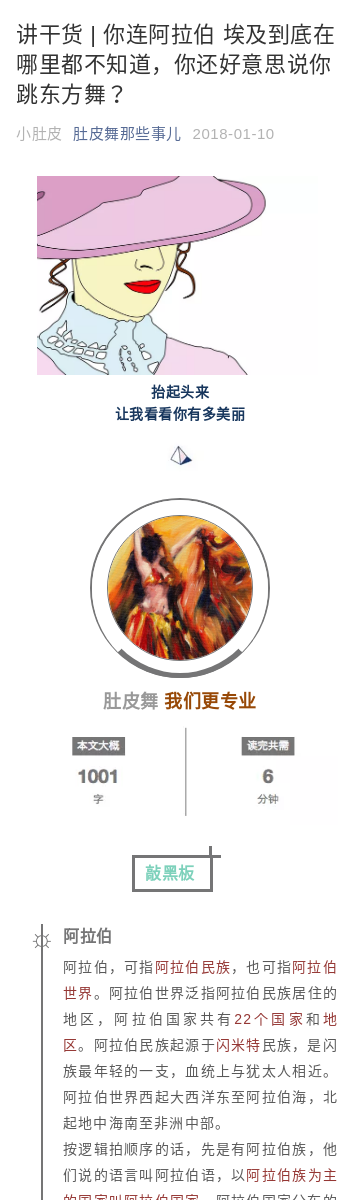 讲干货 | 你连阿拉伯 埃及到底在
哪里都不知道，你还好意思说你
跳东方舞？
小肚皮 肚皮舞那些事儿 2018-01-10
抬起头来
让我看看你有多美丽
肚皮舞 我们更专业
本文大概
1001
字
读完共需
6
分钟
敲黑板
阿拉伯
阿拉伯，可指阿拉伯民族，也可指阿拉伯
世界。阿拉伯世界泛指阿拉伯民族居住的
地区，阿拉伯国家共有22个国家和地
区。阿拉伯民族起源于闪米特民族，是闪
族最年轻的一支，血统上与犹太人相近。
阿拉伯世界西起大西洋东至阿拉伯海，北
起地中海南至非洲中部。
按逻辑拍顺序的话，先是有阿拉伯族，他
们说的语言叫阿拉伯语，以阿拉伯族为主
的国家叫阿拉伯国家。阿拉伯国家分布的